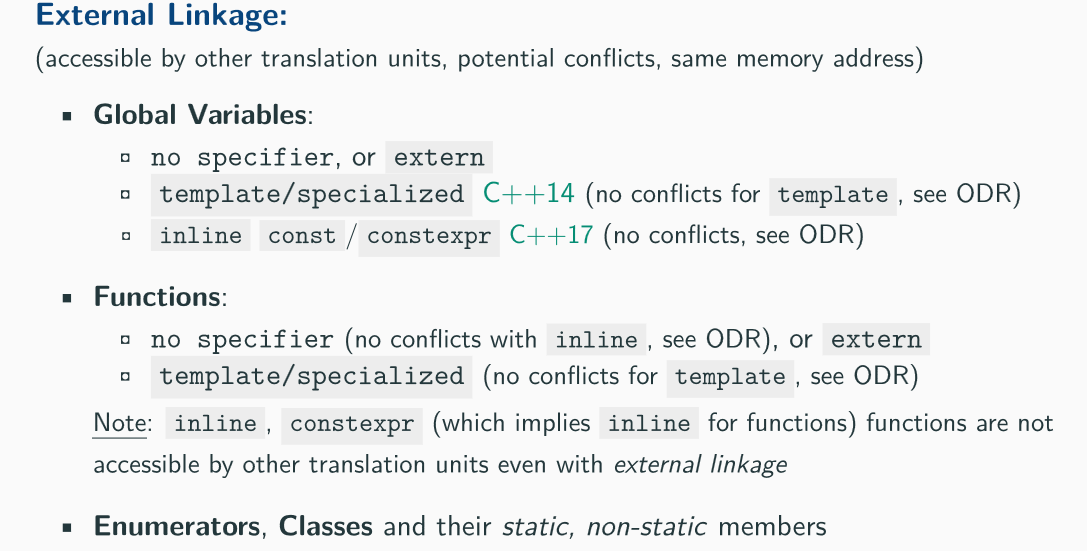 External Linkage:
(accessible by other translation units, potential conflicts, same memory address)
▪ Global Variables:
▫ no specifier, or extern
▫ template/specialized C++14 (no conflicts for template, see ODR)
▫ inline const/constexpr C++17 (no conflicts, see ODR)
▪ Functions:
▫ no specifier (no conflicts with inline, see ODR), or extern
▫ template/specialized (no conflicts for template, see ODR)
Note: inline, constexpr (which implies inline for functions) functions are not
accessible by other translation units even with external linkage
▪ Enumerators, Classes and their static, non-static members